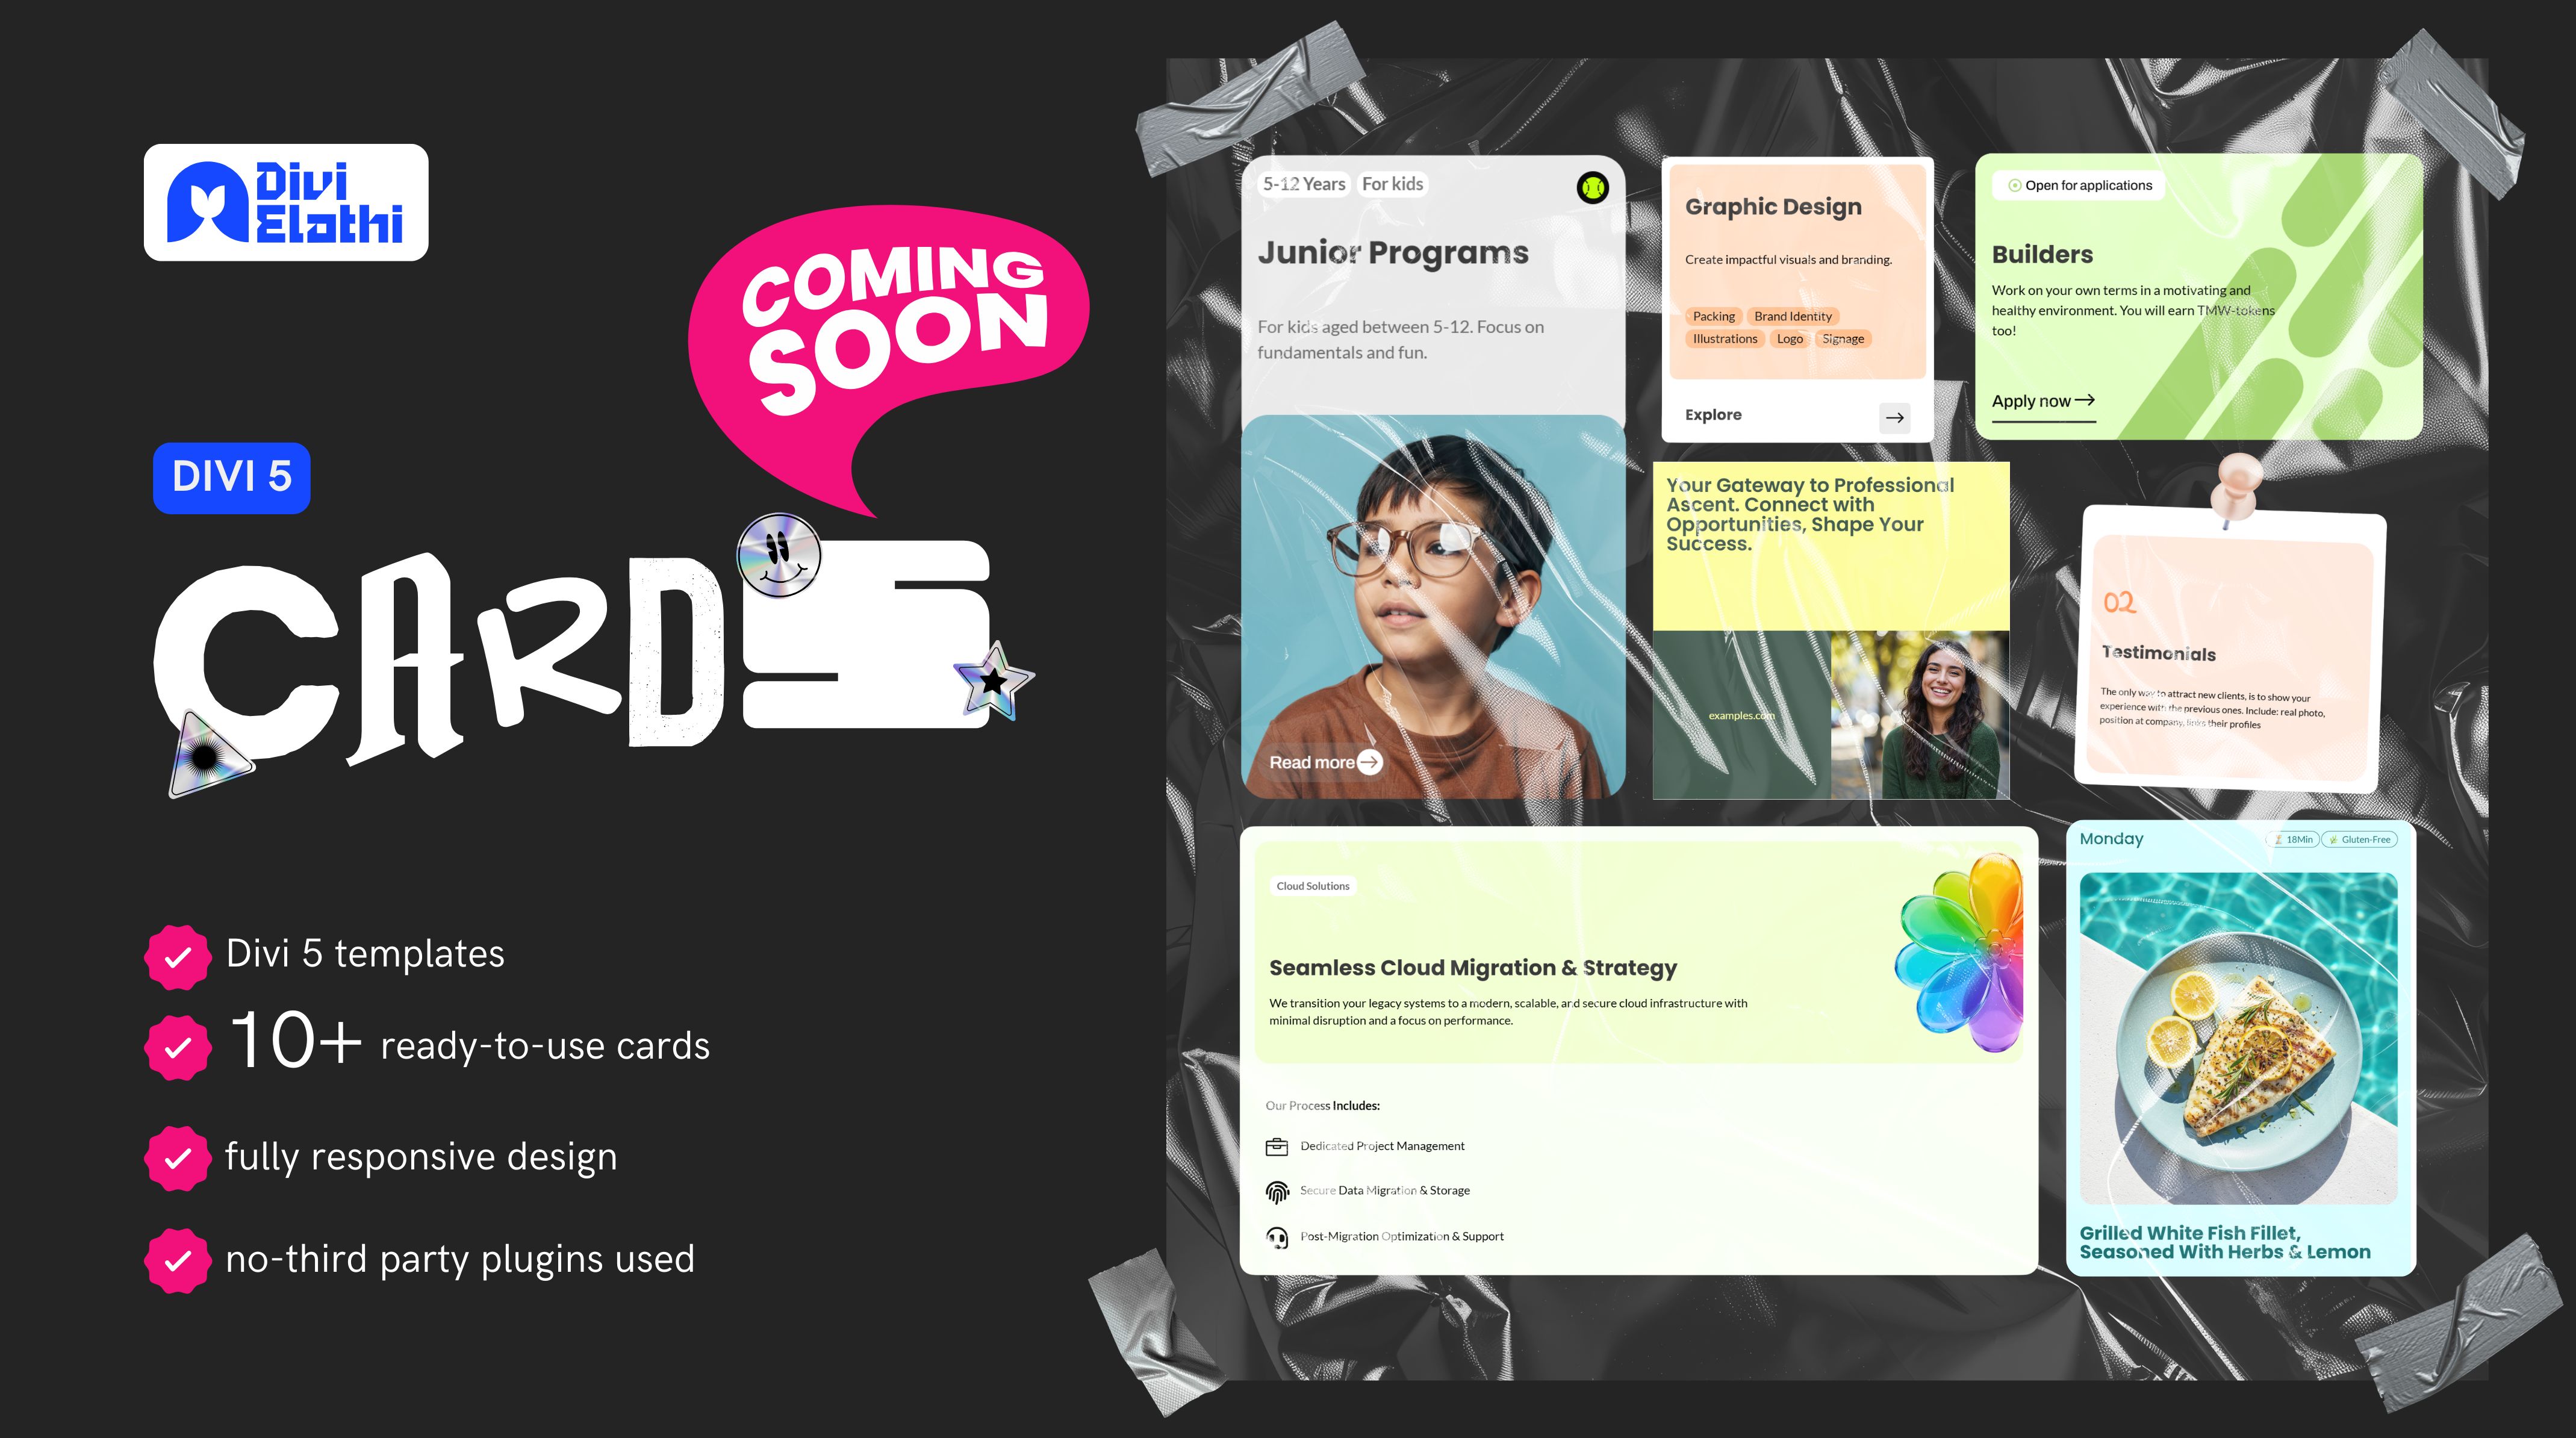 Divi
Elathi
COMING
SOON
DIVI 5
CARDS
Divi 5 templates
10+ ready-to-use cards
fully responsive design
no-third party plugins used
5-12 Years For kids
Junior Programs
For kids aged between 5-12. Focus on
fundamentals and fun.
Read more
Graphic Design
Create impactful visuals and branding.
Packing Brand Identity
Illustrations Logo Signage
Explore
Open for applications
Builders
Work on your own terms in a motivating and
healthy environment. You will earn TMW-tokens
too!
Apply now
Your Gateway to Professional
Ascent. Connect with
Opportunities, Shape Your
Success.
examples.com
02
Testimonials
The only way to attract new clients, is to show your
experience with the previous ones. Include: real photo,
position at company, links their profiles
Cloud Solutions
Seamless Cloud Migration & Strategy
We transition your legacy systems to a modern, scalable, and secure cloud infrastructure with
minimal disruption and a focus on performance.
Our Process Includes:
Dedicated Project Management
Secure Data Migration & Storage
Post-Migration Optimization & Support
Monday
18Min Gluten-Free
Grilled White Fish Fillet,
Seasoned With Herbs & Lemon